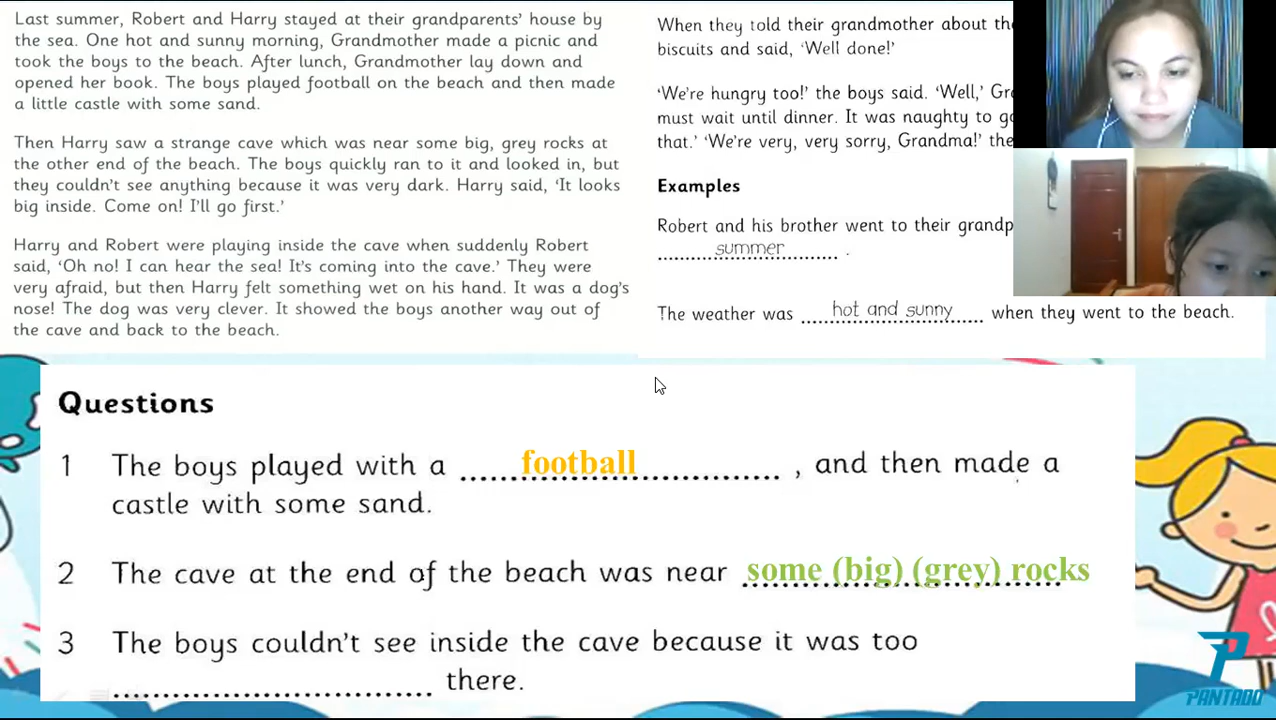 Last summer, Robert and Harry stayed at their grandparents' house by
the sea. One hot and sunny morning, Grandmother made a picnic and
took the boys to the beach. After lunch, Grandmother lay down and
opened her book. The boys played football on the beach and then made
a little castle with some sand.
Then Harry saw a strange cave which was near some big, grey rocks at
the other end of the beach. The boys quickly ran to it and looked in, but
they couldn't see anything because it was very dark. Harry said, 'It looks
big inside. Come on! I'll go first.'
Harry and Robert were playing inside the cave when suddenly Robert
said, 'Oh no! I can hear the sea! It's coming into the cave.' They were
very afraid, but then Harry felt something wet on his hand. It was a dog's
nose! The dog was very clever. It showed the boys another way out of
the cave and back to the beach.
When they told their grandmother about
biscuits and said, 'Well done!'
'We're hungry too!' the boys said. 'Well,'
must wait until dinner. It was naughty to
that.' 'We're very, very sorry, Grandma!'
Examples
Robert and his brother went to their
summer .
The weather was hot and sunny when they went to the beach.
Questions
1 The boys played with a football , and then made a
castle with some sand.
2 The cave at the end of the beach was near some (big) (grey) rocks
3 The boys couldn't see inside the cave because it was too
there.
PANTADO